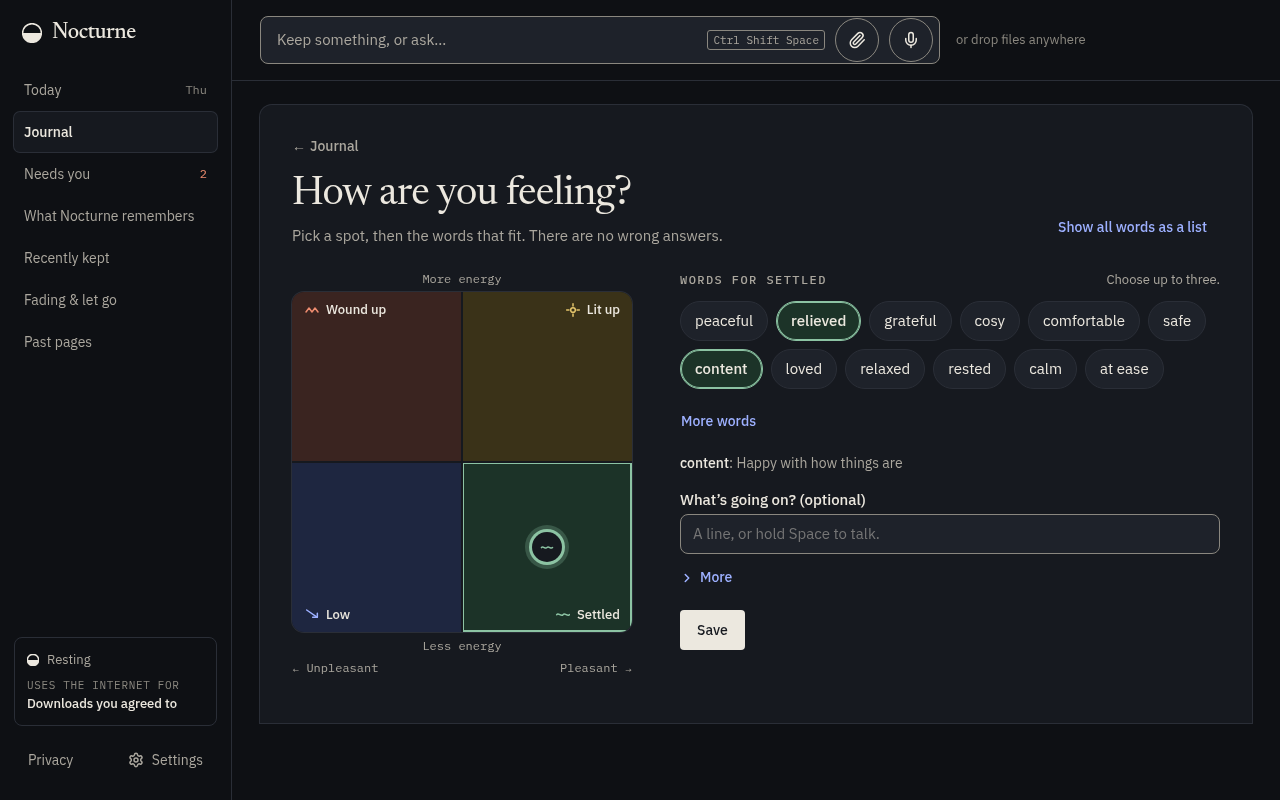 Nocturne
Keep something, or ask...
Ctrl Shift Space
or drop files anywhere
Today
Thu
Journal
Needs you
2
What Nocturne remembers
Recently kept
Fading & let go
Past pages
← Journal
How are you feeling?
Pick a spot, then the words that fit. There are no wrong answers.
Show all words as a list
More energy
Wound up
Lit up
Low
Settled
Less energy
← Unpleasant
Pleasant →
WORDS FOR SETTLED
Choose up to three.
peaceful relieved grateful cosy comfortable safe
content loved relaxed rested calm at ease
More words
content: Happy with how things are
What's going on? (optional)
A line, or hold Space to talk.
More
Save
Resting
USES THE INTERNET FOR
Downloads you agreed to
Privacy
Settings